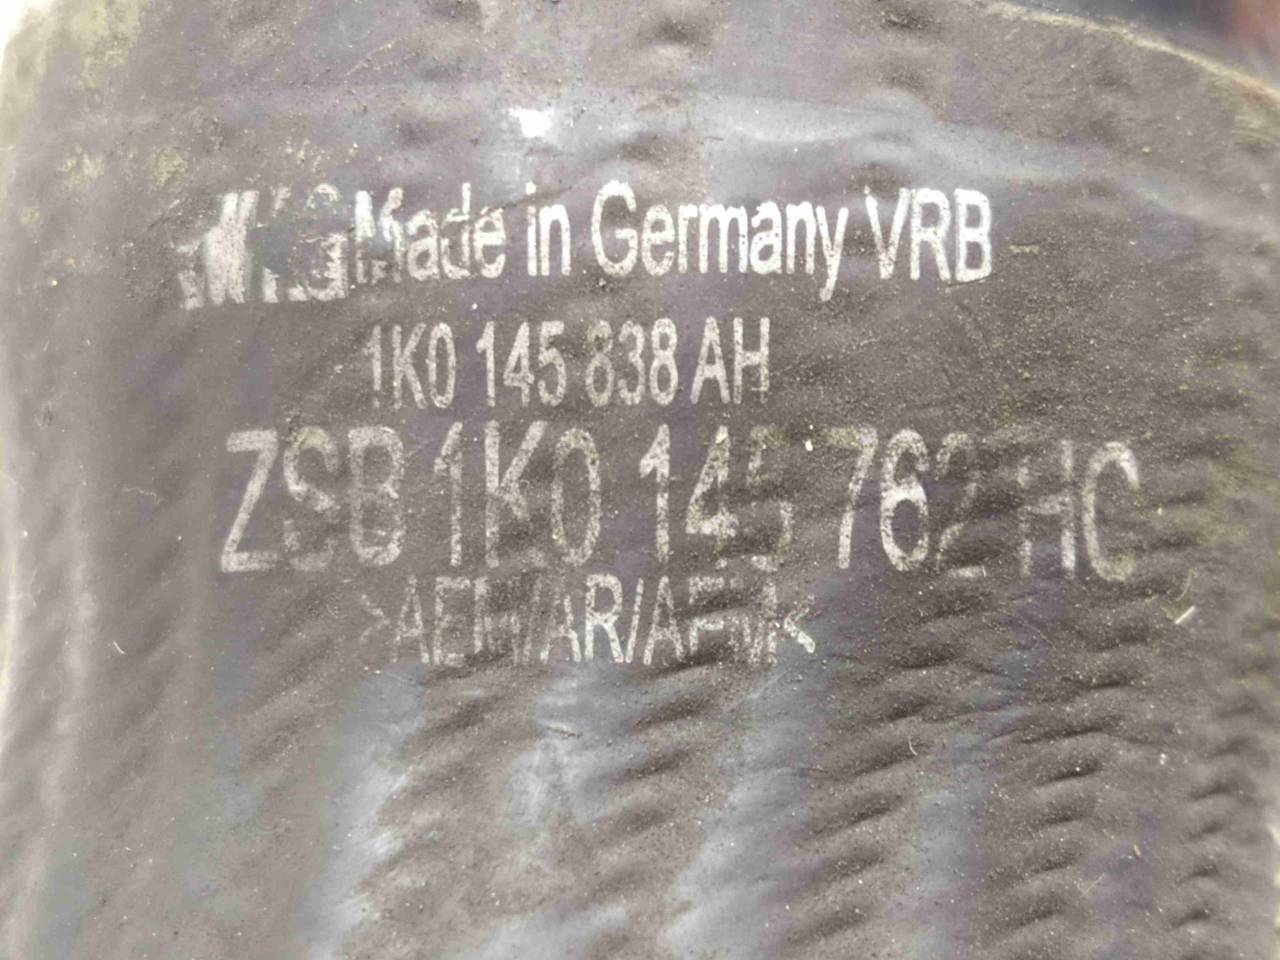 Made in Germany VRB
1K0 145 838 AH
ZSB 1K0 145 762 HC
>AEM/AR/AEM<